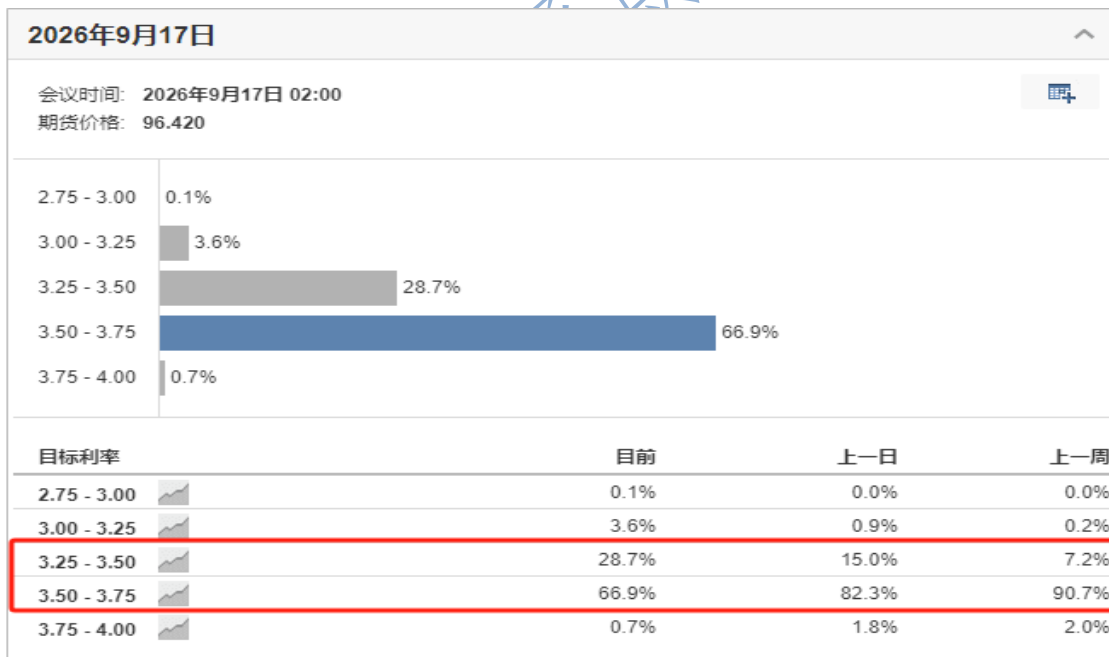 2026年9月17日
会议时间: 2026年9月17日 02:00
期货价格: 96.420
2.75 - 3.00 0.1%
3.00 - 3.25 3.6%
3.25 - 3.50 28.7%
3.50 - 3.75 66.9%
3.75 - 4.00 0.7%
目标利率 目前 上一日 上一周
2.75 - 3.00 0.1% 0.0% 0.0%
3.00 - 3.25 3.6% 0.9% 0.2%
3.25 - 3.50 28.7% 15.0% 7.2%
3.50 - 3.75 66.9% 82.3% 90.7%
3.75 - 4.00 0.7% 1.8% 2.0%